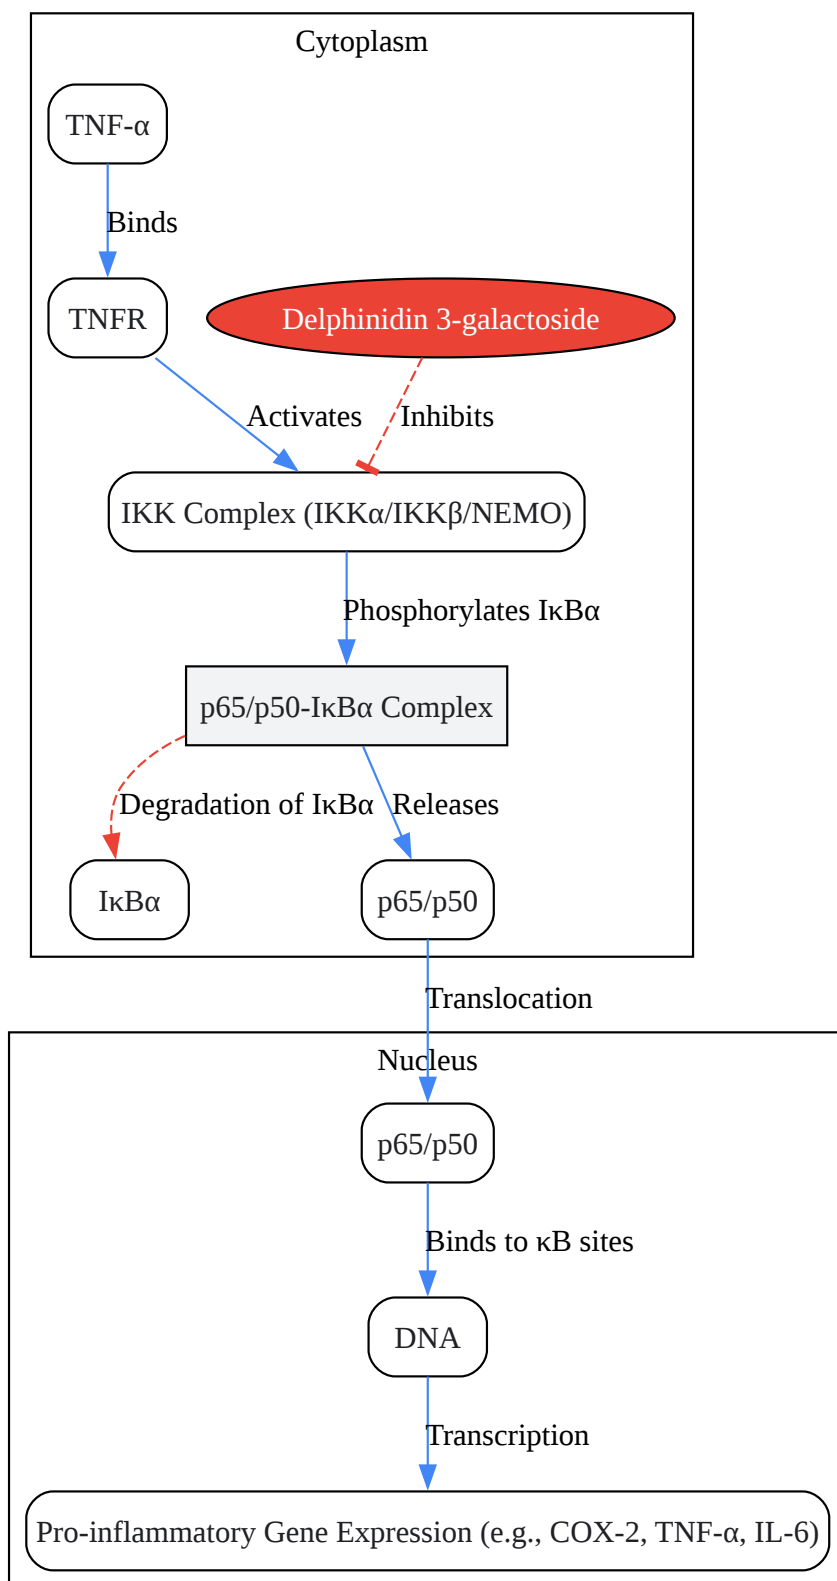 Cytoplasm
TNF-α
Binds
TNFR
Delphinidin 3-galactoside
Activates
Inhibits
IKK Complex (IKKα/IKKβ/NEMO)
Phosphorylates IκBα
p65/p50-IκBα Complex
Degradation of IκBα
Releases
IκBα
p65/p50
Translocation
Nucleus
p65/p50
Binds to κB sites
DNA
Transcription
Pro-inflammatory Gene Expression (e.g., COX-2, TNF-α, IL-6)